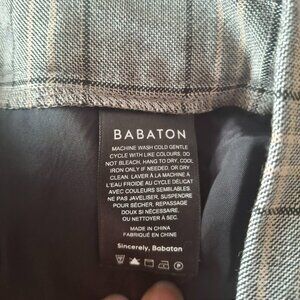 BABATON
MACHINE WASH COLD GENTLE
CYCLE WITH LIKE COLOURS. DO
NOT BLEACH, HANG TO DRY, COOL
IRON ONLY IF NEEDED. OR DRY
CLEAN. LAVER À LA MACHINE À
L'EAU FROIDE AU CYCLE DÉLICAT
AVEC COULEURS SEMBLABLES.
NE PAS JAVELISER, SUSPENDRE
POUR SÉCHER, REPASSAGE
DOUX SI NÉCESSAIRE,
OU NETTOYER À SEC.
MADE IN CHINA
FABRIQUÉ EN CHINE
Sincerely, Babaton